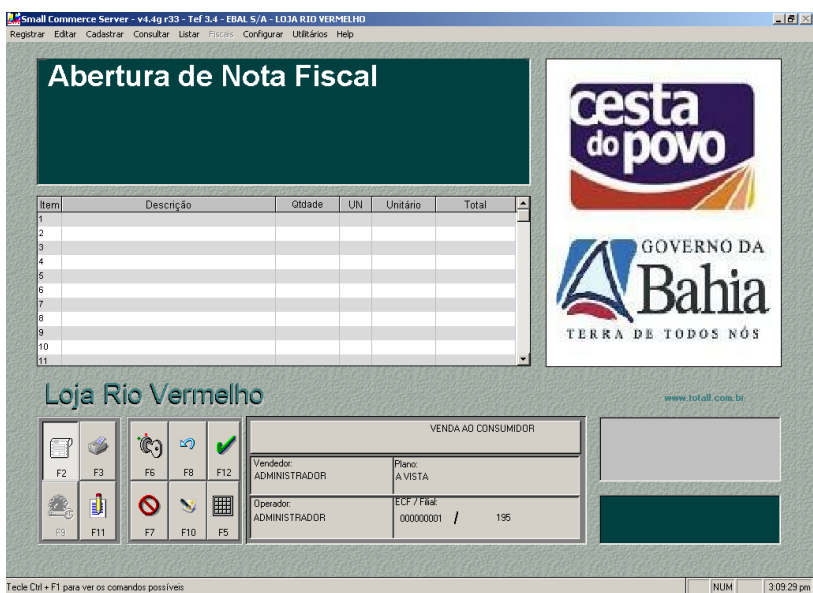 Small Commerce Server - v4.4g r33 - Tef 3.4 - EBAL S/A - LOJA RIO VERMELHO
Registrar Editar Cadastrar Consultar Listar Fiscais Configurar Utilitários Help
Abertura de Nota Fiscal
cesta
do povo
Item Descrição Qtdade UN Unitário Total
1
2
3
4
5
6
7
8
9
10
11
GOVERNO DA
Bahia
TERRA DE TODOS NÓS
Loja Rio Vermelho
www.totall.com.br
VENDA AO CONSUMIDOR
F2 F3 F6 F8 F12
Vendedor: Plano:
ADMINISTRADOR A VISTA
Operador: ECF / Filial:
ADMINISTRADOR 000000001 / 195
F9 F11 F7 F10 F5
Tecle Ctrl + F1 para ver os comandos possíveis NUM 3:09:29 pm